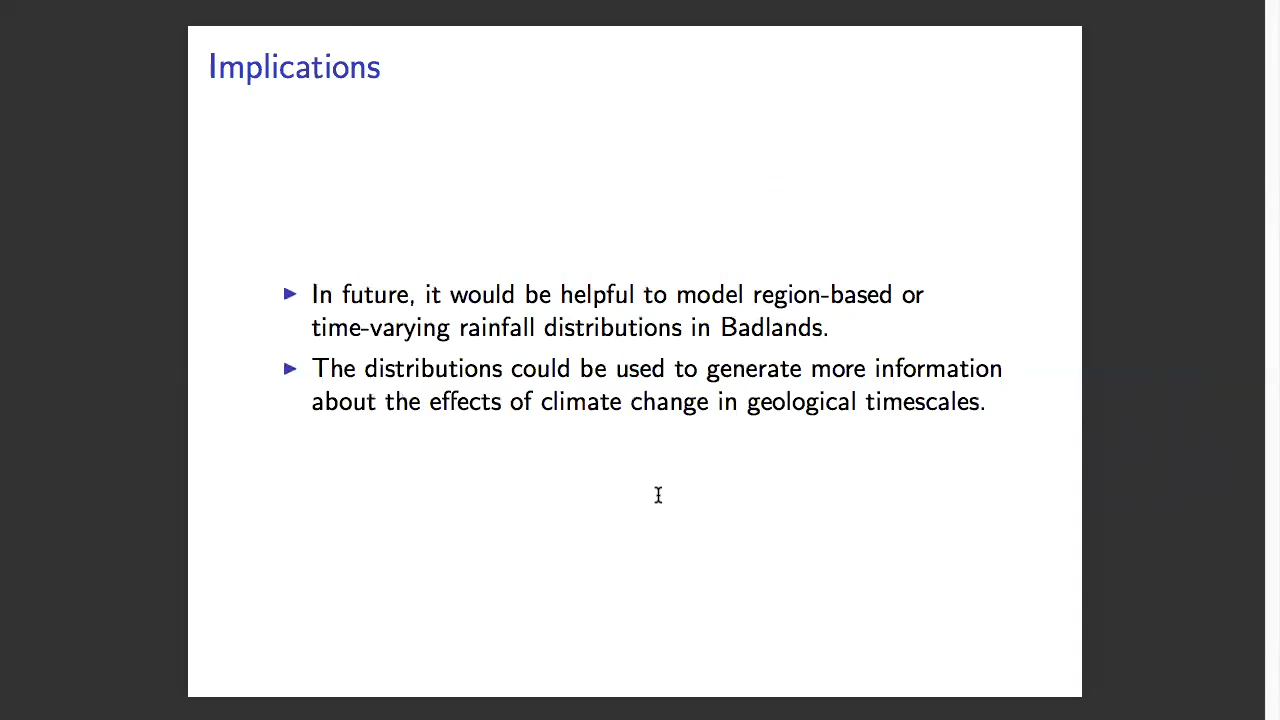 Implications
In future, it would be helpful to model region-based or
time-varying rainfall distributions in Badlands.
The distributions could be used to generate more information
about the effects of climate change in geological timescales.